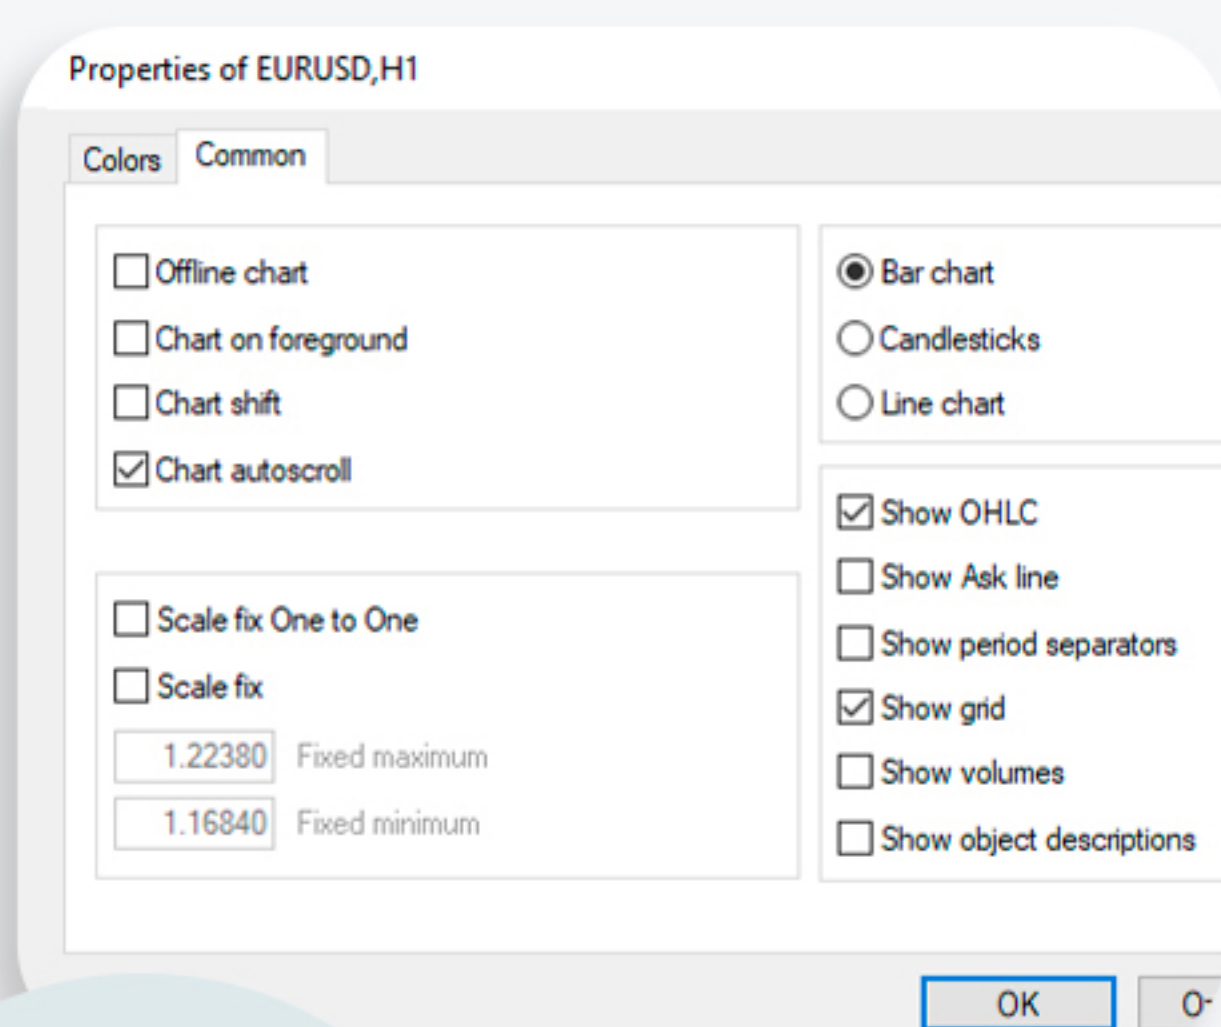 Properties of EURUSD,H1
Colors
Common
Offline chart
Chart on foreground
Chart shift
Chart autoscroll
Scale fix One to One
Scale fix
1.22380 Fixed maximum
1.16840 Fixed minimum
Bar chart
Candlesticks
Line chart
Show OHLC
Show Ask line
Show period separators
Show grid
Show volumes
Show object descriptions
OK